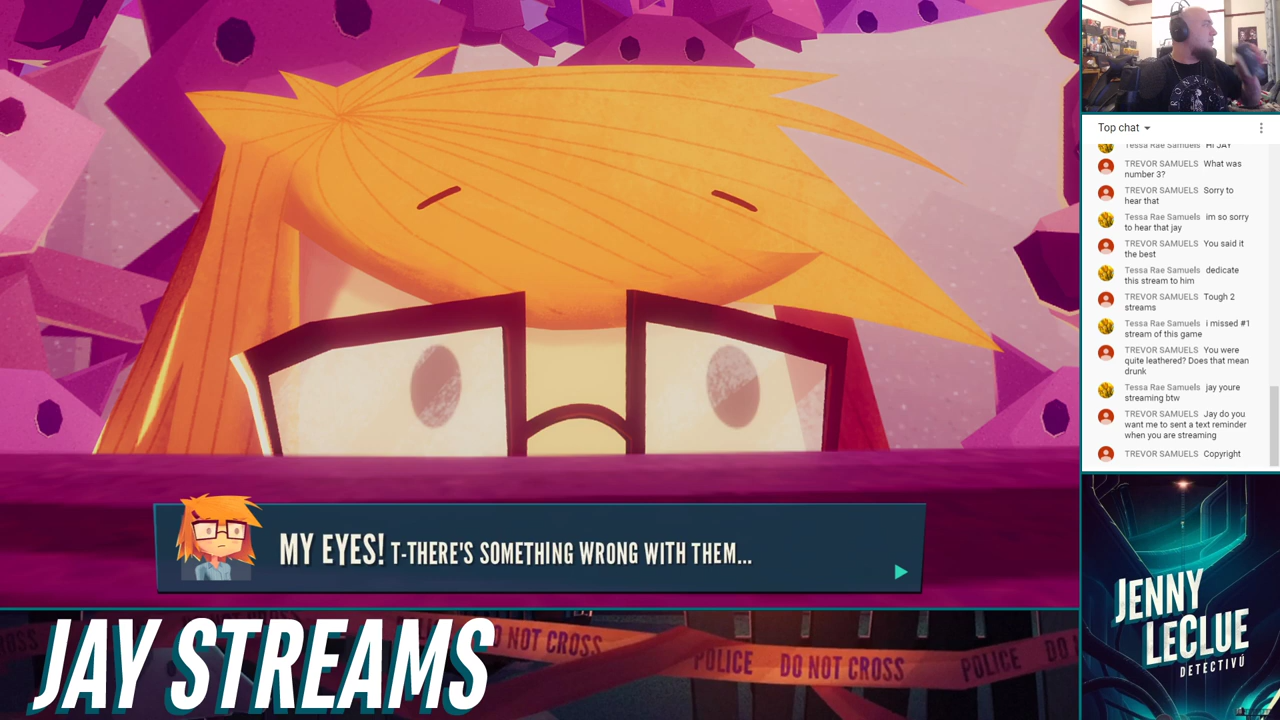 MY EYES! T-THERE'S SOMETHING WRONG WITH THEM...
JAY STREAMS
DO NOT CROSS
POLICE DO NOT CROSS
POLICE DO
Top chat
Tessa Rae Samuels HI JAY
TREVOR SAMUELS What was
number 3?
TREVOR SAMUELS Sorry to
hear that
Tessa Rae Samuels im so sorry
to hear that jay
TREVOR SAMUELS You said it
the best
Tessa Rae Samuels dedicate
this stream to him
TREVOR SAMUELS Tough 2
streams
Tessa Rae Samuels i missed #1
stream of this game
TREVOR SAMUELS You were
quite leathered? Does that mean
drunk
Tessa Rae Samuels jay youre
streaming btw
TREVOR SAMUELS Jay do you
want me to sent a text reminder
when you are streaming
TREVOR SAMUELS Copyright
JENNY
LECLUE
DETECTIVÚ